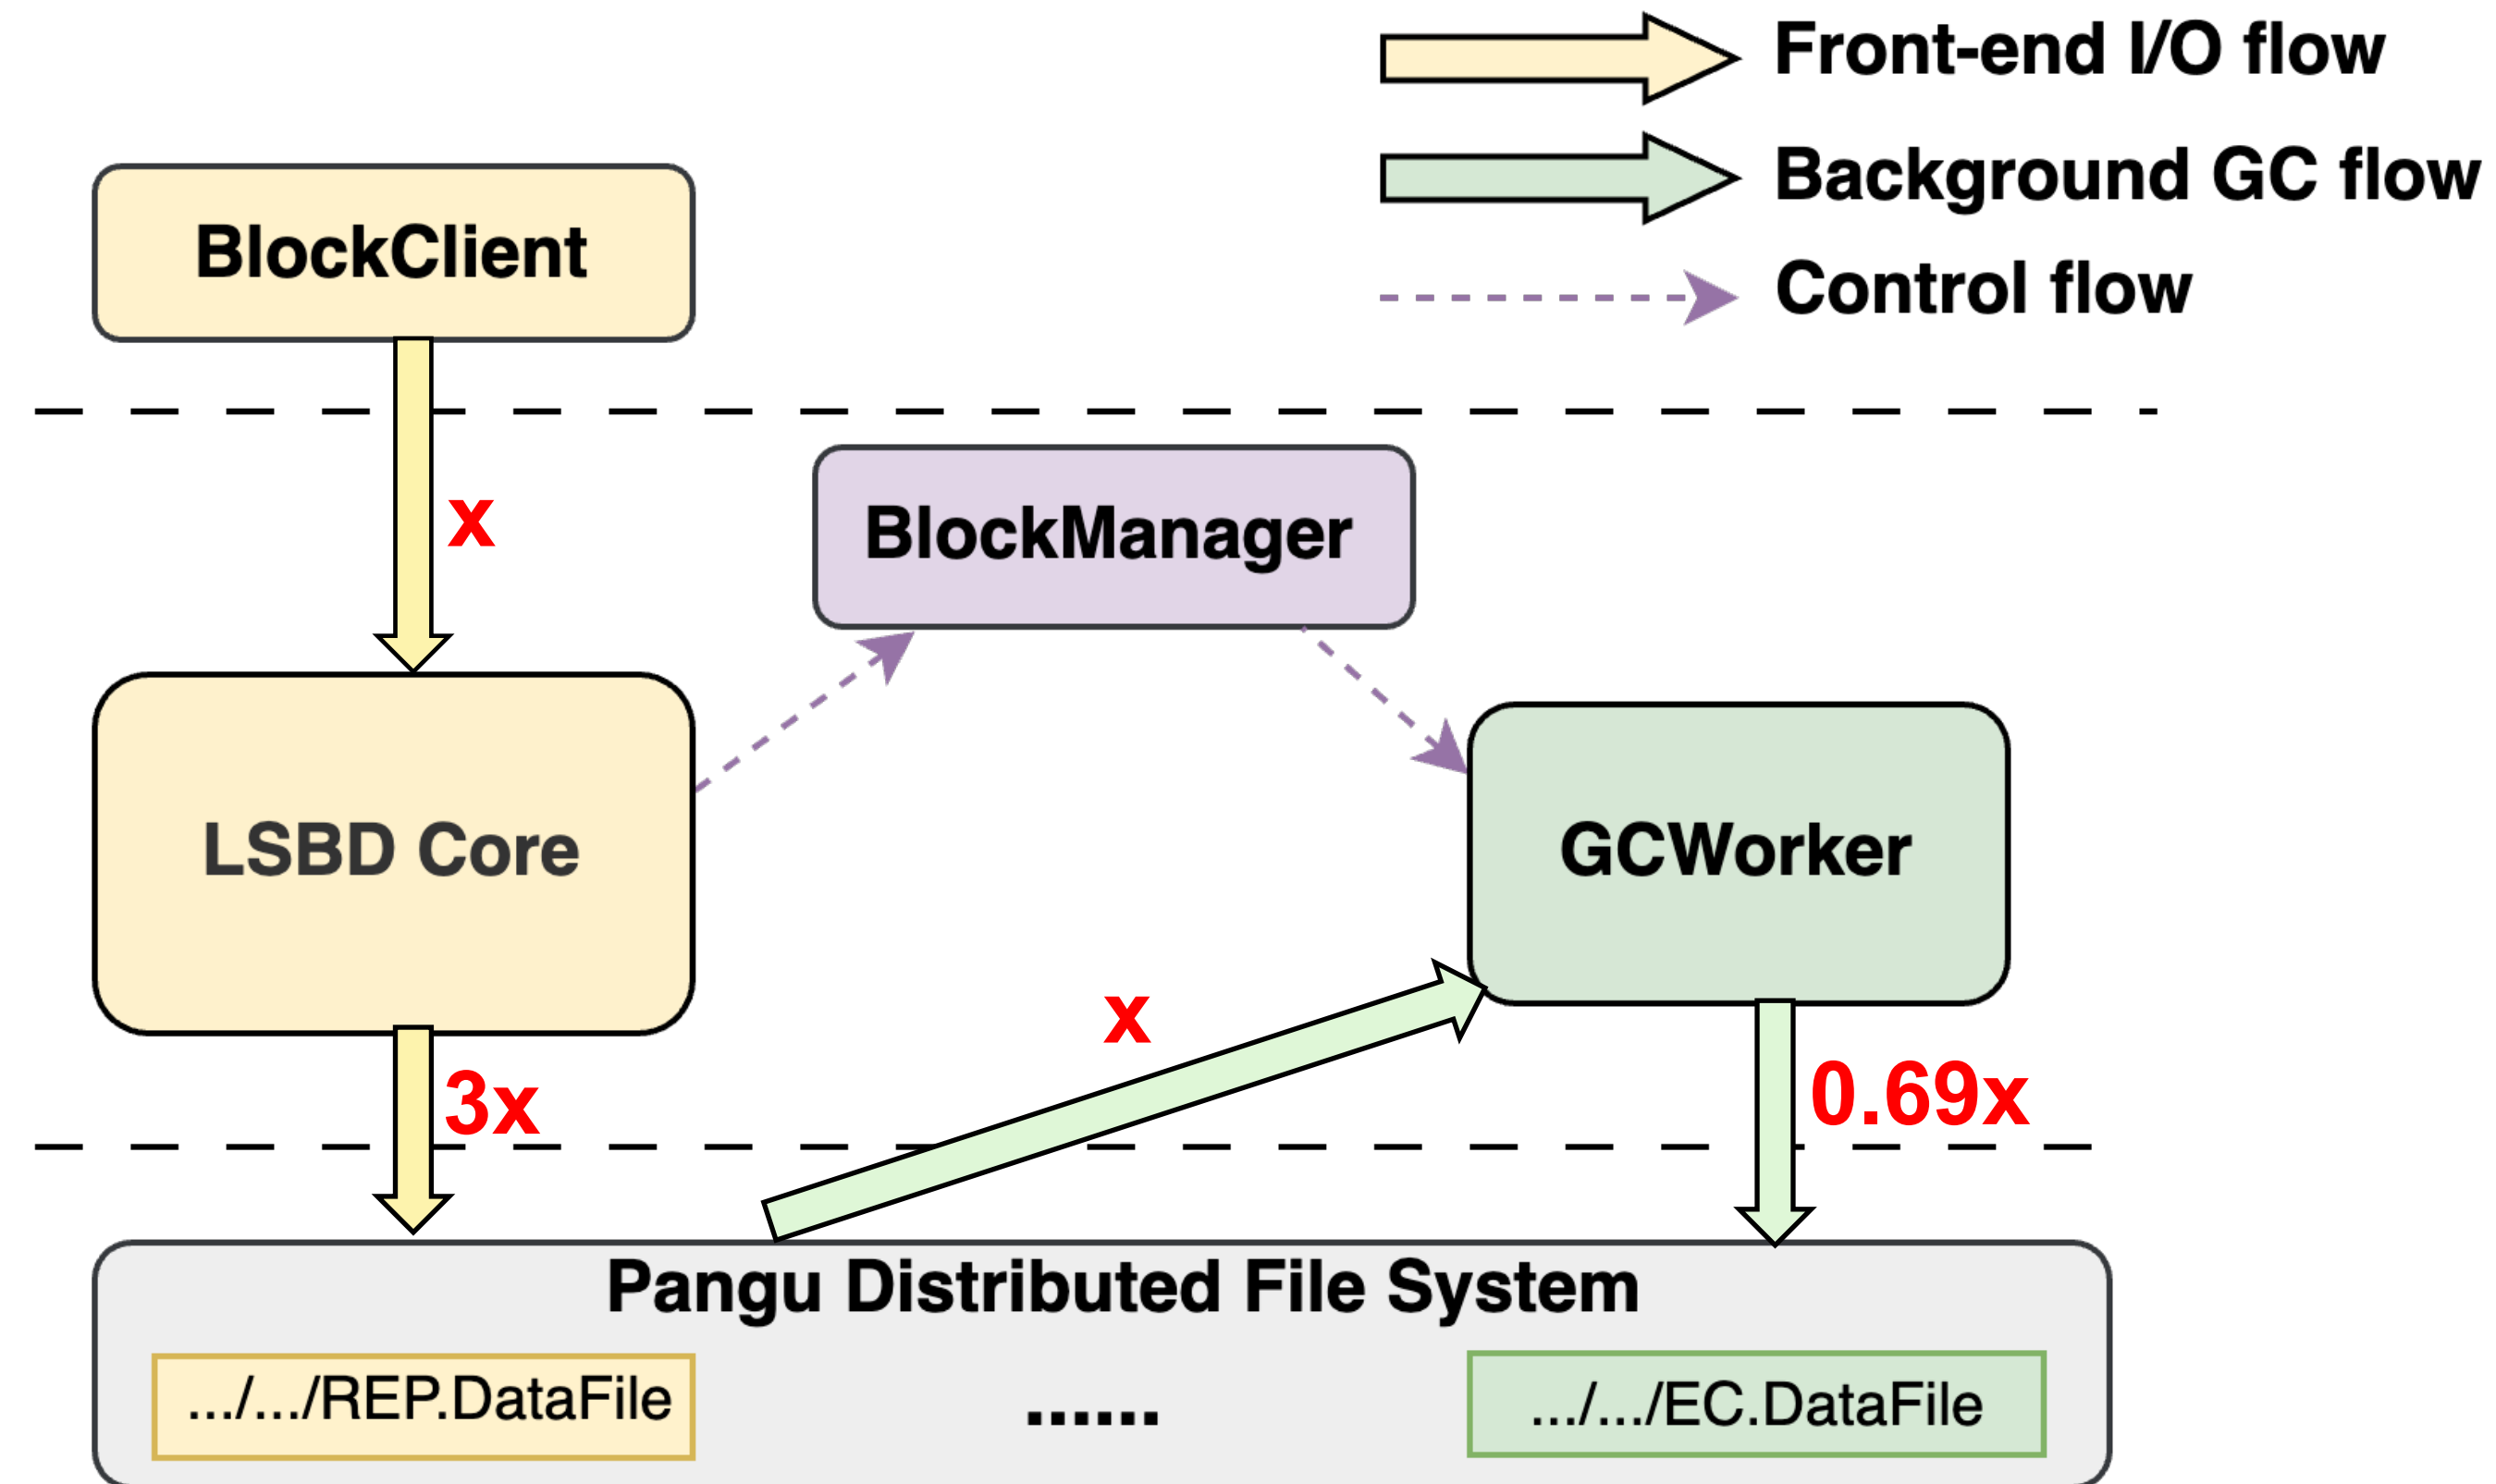 Front-end I/O flow
Background GC flow
Control flow
BlockClient
x
BlockManager
LSBD Core
GCWorker
x
3x
0.69x
Pangu Distributed File System
.../.../REP.DataFile
......
.../.../EC.DataFile